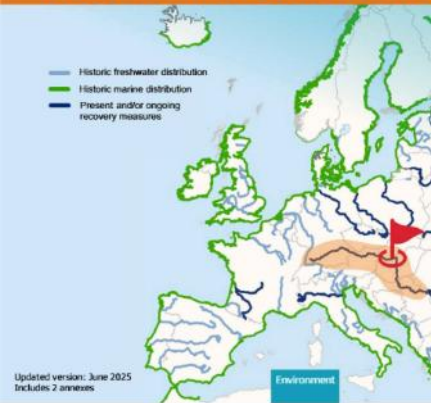 Historic freshwater distribution
Historic marine distribution
Present and/or ongoing
recovery measures
Updated version: June 2025
Includes 2 annexes
Environment